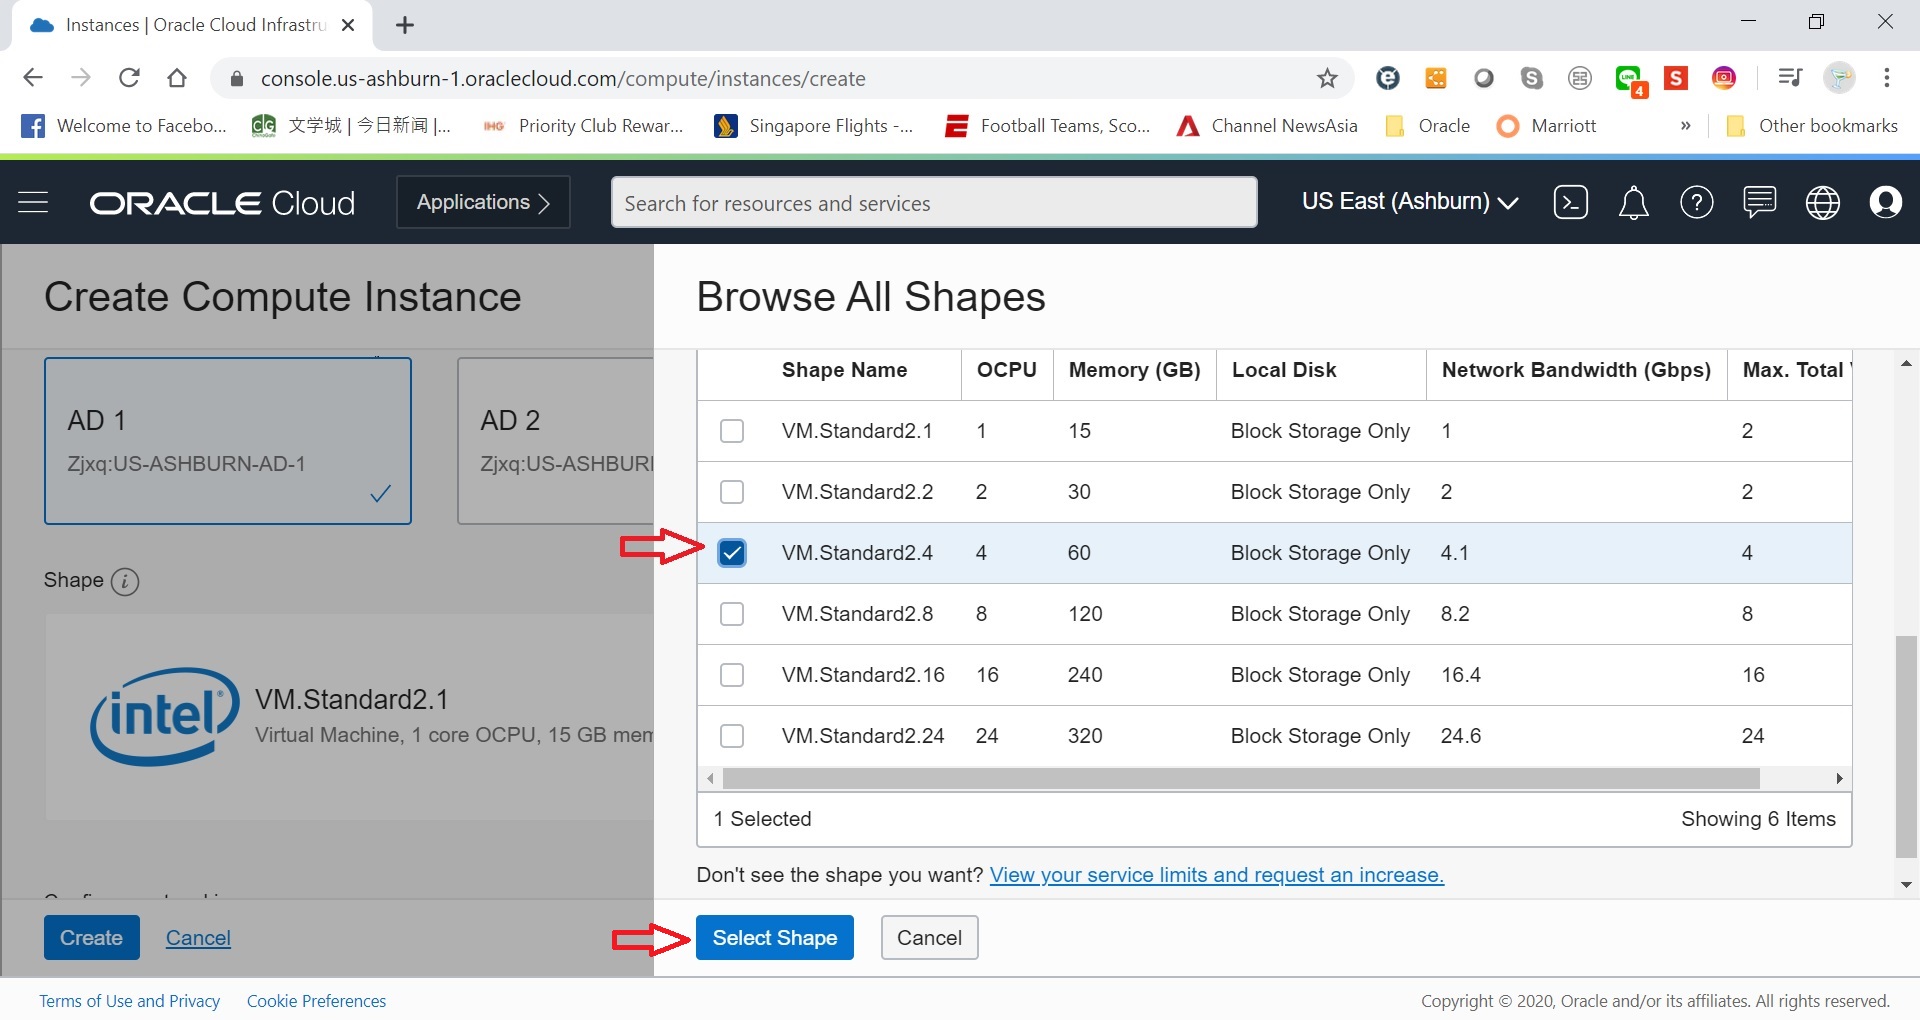 Instances | Oracle Cloud Infrastru
console.us-ashburn-1.oraclecloud.com/compute/instances/create
LINE
4
S
Welcome to Facebo...
CG
文学城 | 今日新闻 |...
IHG
Priority Club Rewar...
Singapore Flights -...
Football Teams, Sco...
Channel NewsAsia
Oracle
Marriott
»
Other bookmarks
ORACLE Cloud
Applications
Search for resources and services
US East (Ashburn)
Create Compute Instance
AD 1
Zjxq:US-ASHBURN-AD-1
AD 2
Zjxq:US-ASHBURI
Shape
intel
VM.Standard2.1
Virtual Machine, 1 core OCPU, 15 GB mem
Create
Cancel
Browse All Shapes
Shape Name OCPU Memory (GB) Local Disk Network Bandwidth (Gbps) Max. Total
VM.Standard2.1 1 15 Block Storage Only 1 2
VM.Standard2.2 2 30 Block Storage Only 2 2
VM.Standard2.4 4 60 Block Storage Only 4.1 4
VM.Standard2.8 8 120 Block Storage Only 8.2 8
VM.Standard2.16 16 240 Block Storage Only 16.4 16
VM.Standard2.24 24 320 Block Storage Only 24.6 24
1 Selected
Showing 6 Items
Don't see the shape you want? View your service limits and request an increase.
Select Shape
Cancel
Terms of Use and Privacy
Cookie Preferences
Copyright © 2020, Oracle and/or its affiliates. All rights reserved.